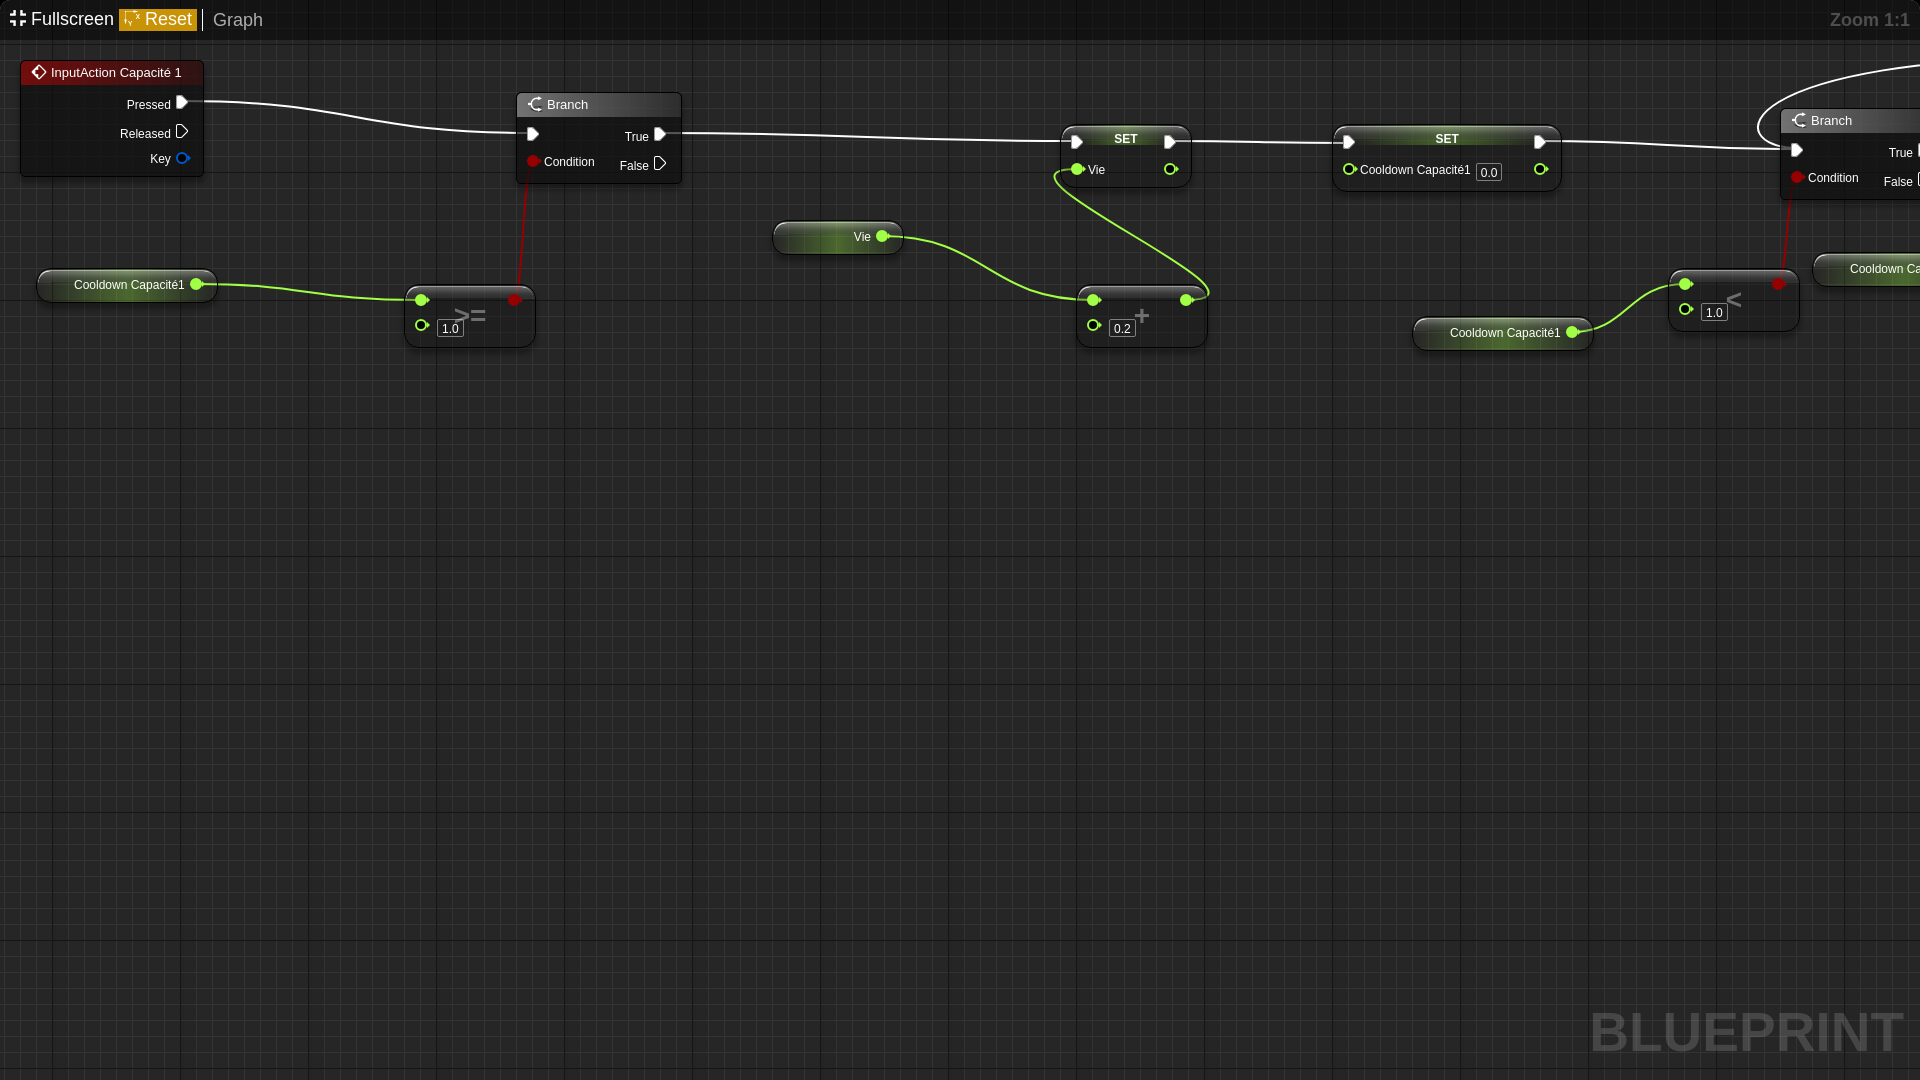 Fullscreen Reset Graph
Zoom 1:1
InputAction Capacité 1
Pressed
Released
Key
Branch
True
Condition
False
SET
Vie
SET
Cooldown Capacité1 0.0
Branch
True
Condition
False
Vie
Cooldown Capacité1
>=
1.0
+
0.2
Cooldown Capacité1
<
1.0
Cooldown Ca
BLUEPRINT